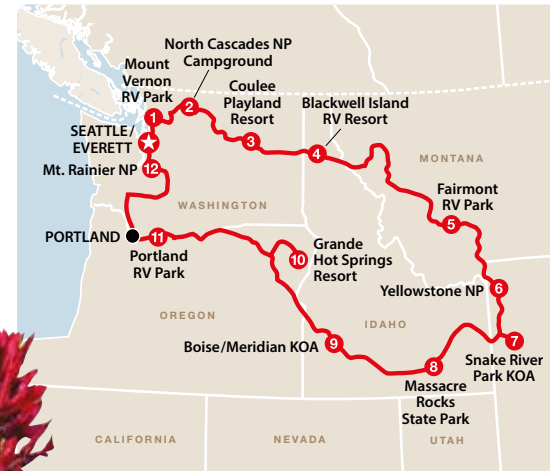 North Cascades NP
Campground
Mount
Vernon
RV Park
Coulee
Playland
Resort
Blackwell Island
RV Resort
1
2
SEATTLE/
EVERETT
3
4
MONTANA
Mt. Rainier NP
12
Fairmont
RV Park
WASHINGTON
5
PORTLAND
11
Portland
RV Park
10
Grande
Hot Springs
Resort
Yellowstone NP
6
OREGON
IDAHO
Boise/Meridian KOA
9
7
Snake River
Park KOA
8
Massacre
Rocks
State Park
CALIFORNIA
NEVADA
UTAH